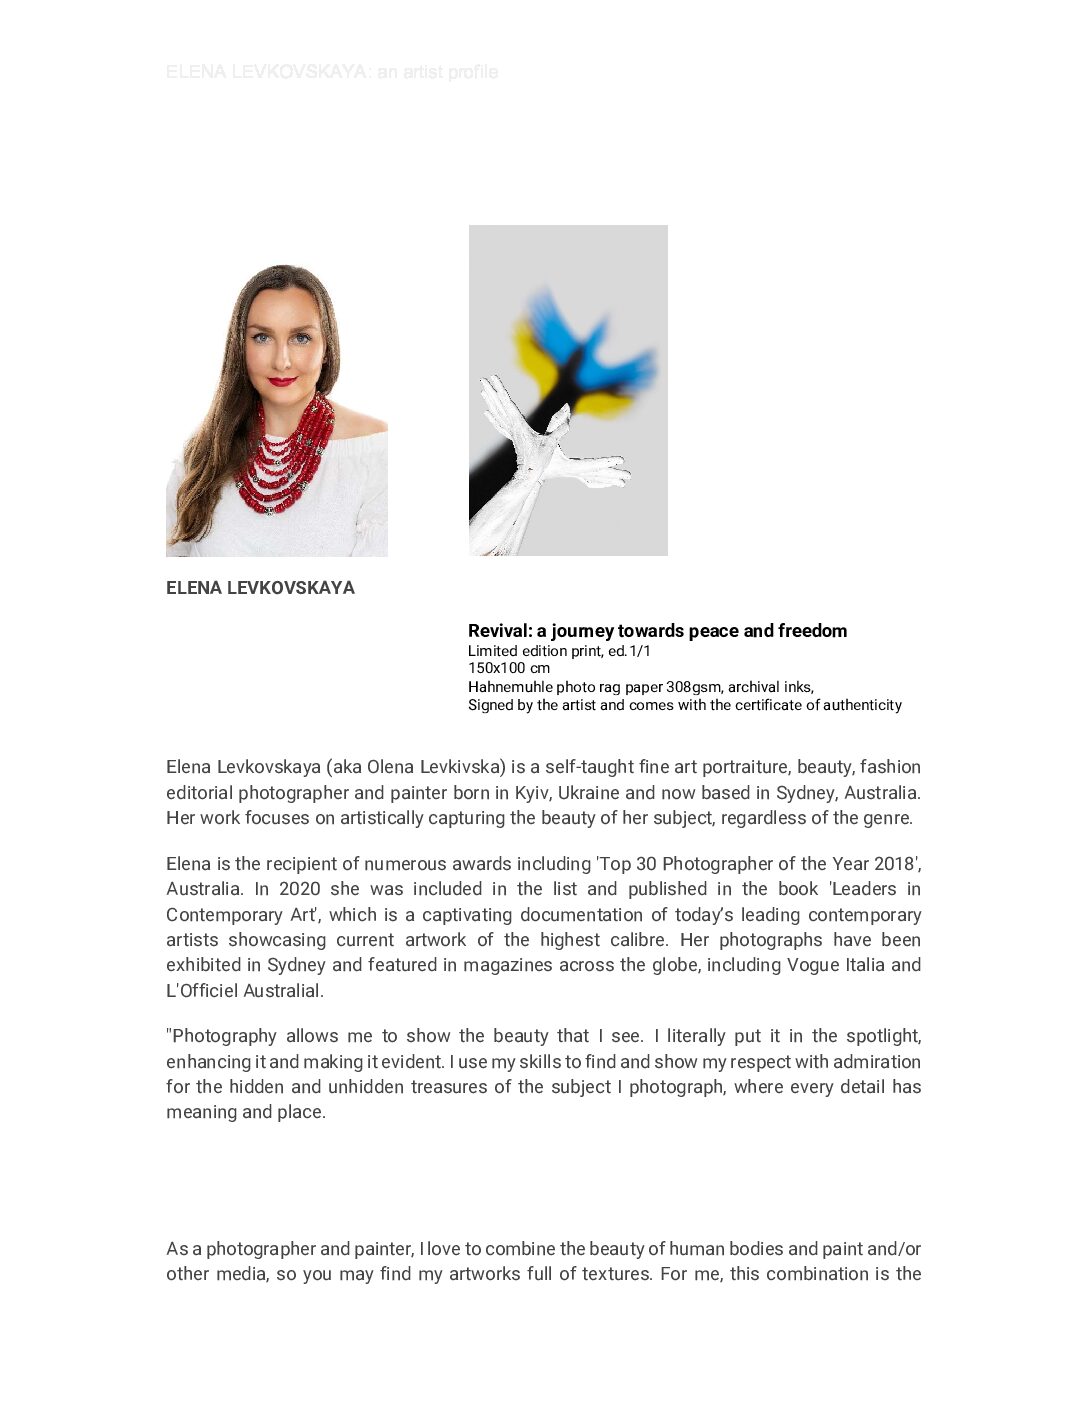 ELENA LEVKOVSKAYA: an artist profile
ELENA LEVKOVSKAYA
Revival: a journey towards peace and freedom
Limited edition print, ed.1/1
150x100 cm
Hahnemuhle photo rag paper 308gsm, archival inks,
Signed by the artist and comes with the certificate of authenticity
Elena Levkovskaya (aka Olena Levkivska) is a self-taught fine art portraiture, beauty, fashion
editorial photographer and painter born in Kyiv, Ukraine and now based in Sydney, Australia.
Her work focuses on artistically capturing the beauty of her subject, regardless of the genre.
Elena is the recipient of numerous awards including 'Top 30 Photographer of the Year 2018',
Australia. In 2020 she was included in the list and published in the book 'Leaders in
Contemporary Art', which is a captivating documentation of today’s leading contemporary
artists showcasing current artwork of the highest calibre. Her photographs have been
exhibited in Sydney and featured in magazines across the globe, including Vogue Italia and
L'Officiel Australial.
"Photography allows me to show the beauty that I see. I literally put it in the spotlight,
enhancing it and making it evident. I use my skills to find and show my respect with admiration
for the hidden and unhidden treasures of the subject I photograph, where every detail has
meaning and place.
As a photographer and painter, I love to combine the beauty of human bodies and paint and/or
other media, so you may find my artworks full of textures. For me, this combination is the